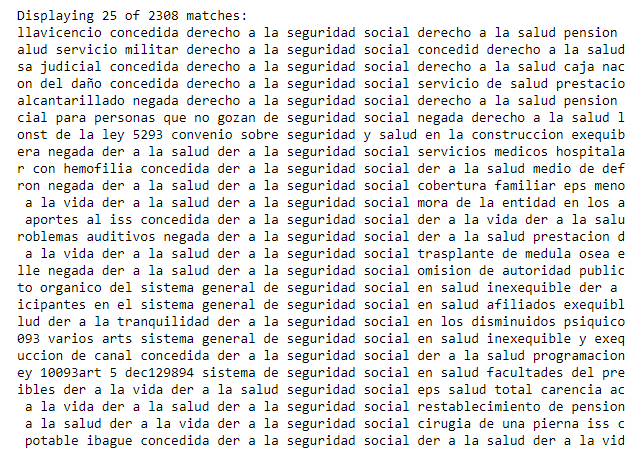 Displaying 25 of 2308 matches:
llavicencio concedida derecho a la seguridad social derecho a la salud pension
alud servicio militar derecho a la seguridad social concedid derecho a la salud
sa judicial concedida derecho a la seguridad social derecho a la salud caja nac
on del daño concedida derecho a la seguridad social servicio de salud prestacio
alcantarillado negada derecho a la seguridad social derecho a la salud pension
cial para personas que no gozan de seguridad social negada derecho a la salud l
onst de la ley 5293 convenio sobre seguridad y salud en la construccion exequib
era negada der a la salud der a la seguridad social servicios medicos hospitala
r con hemofilia concedida der a la seguridad social der a la salud medio de def
ron negada der a la salud der a la seguridad social cobertura familiar eps meno
a la vida der a la salud der a la seguridad social mora de la entidad en los a
aportes al iss concedida der a la seguridad social der a la vida der a la salu
roblemas auditivos negada der a la seguridad social der a la salud prestacion d
a la vida der a la salud der a la seguridad social trasplante de medula osea e
lle negada der a la salud der a la seguridad social omision de autoridad public
to organico del sistema general de seguridad social en salud inexequible der a
icipantes en el sistema general de seguridad social en salud afiliados exequibl
lud der a la tranquilidad der a la seguridad social en los disminuidos psiquico
093 varios arts sistema general de seguridad social en salud inexequible y exeq
uccion de canal concedida der a la seguridad social der a la salud programacion
ey 10093art 5 dec129894 sistema de seguridad social en salud facultades del pre
ibles der a la vida der a la salud seguridad social eps salud total carencia ac
a la vida der a la salud der a la seguridad social restablecimiento de pension
a la salud der a la salud der a la seguridad social cirugia de una pierna iss c
potable ibague concedida der a la seguridad social der a la salud der a la vid